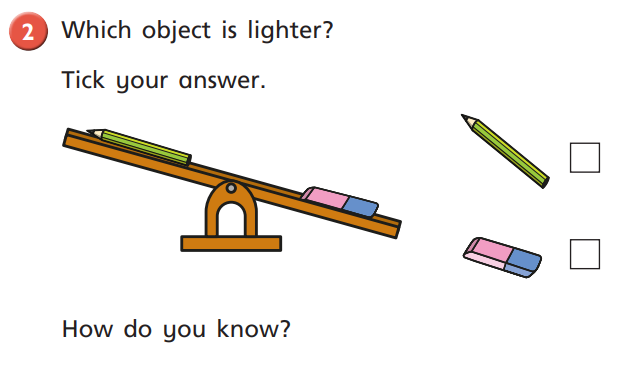 2 Which object is lighter?
Tick your answer.
How do you know?